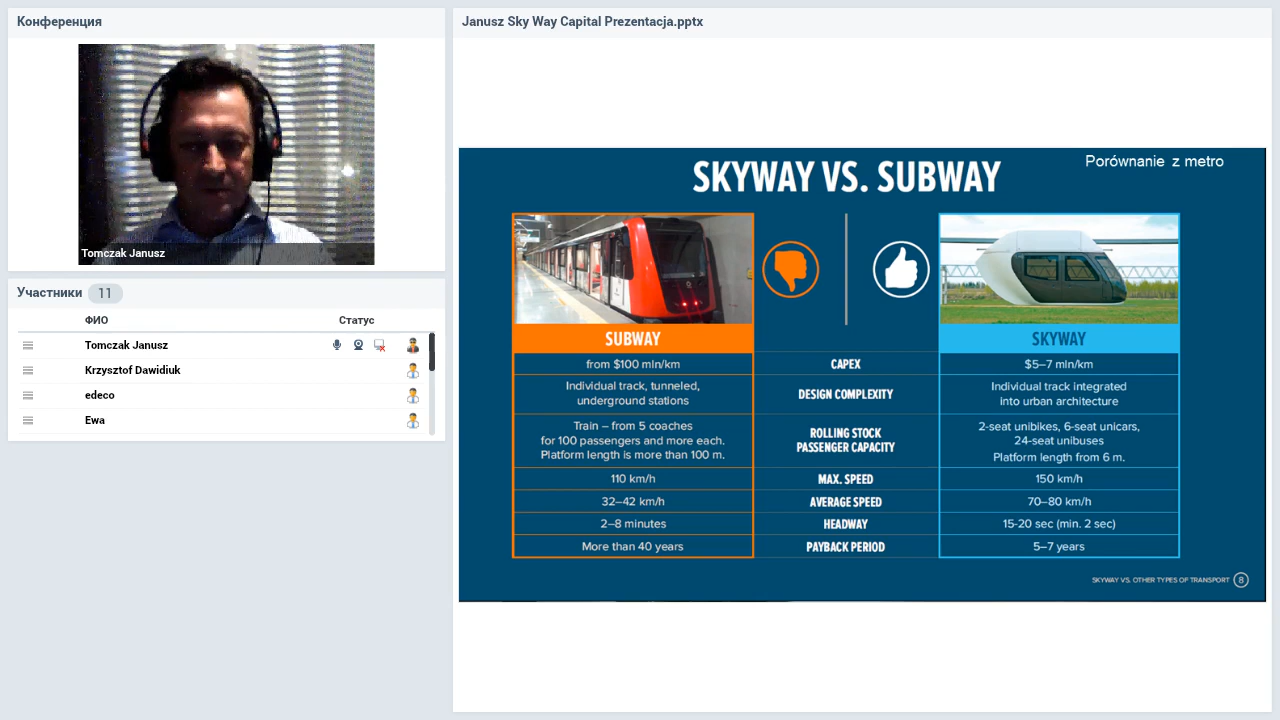 Конференция
Tomczak Janusz
Участники 11
ФИО Статус
Tomczak Janusz
Krzysztof Dawidiuk
edeco
Ewa
Janusz Sky Way Capital Prezentacja.pptx
SKYWAY VS. SUBWAY
Porównanie z metro
SUBWAY SKYWAY
from $100 mln/km CAPEX $5–7 mln/km
Individual track, tunneled,
underground stations
DESIGN COMPLEXITY
Individual track integrated
into urban architecture
Train – from 5 coaches
for 100 passengers and more each.
Platform length is more than 100 m.
ROLLING STOCK
PASSENGER CAPACITY
2-seat unibikes, 6-seat unicars,
24-seat unibuses
Platform length from 6 m.
110 km/h MAX. SPEED 150 km/h
32–42 km/h AVERAGE SPEED 70–80 km/h
2–8 minutes HEADWAY 15-20 sec (min. 2 sec)
More than 40 years PAYBACK PERIOD 5–7 years
SKYWAY VS. OTHER TYPES OF TRANSPORT 8